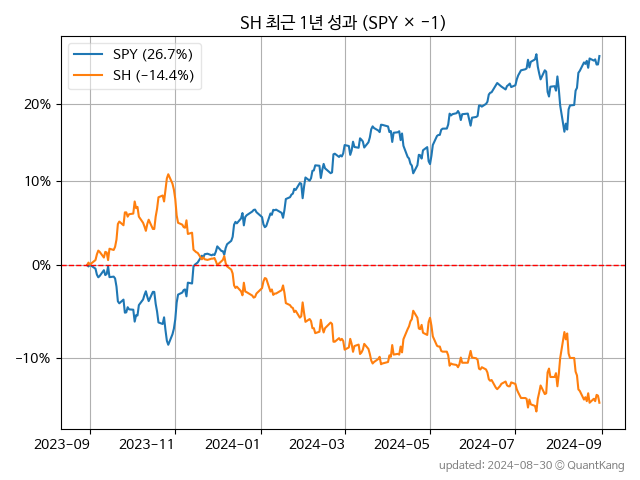 SH 최근 1년 성과 (SPY × -1)
SPY (26.7%)
SH (-14.4%)
20%
10%
0%
-10%
2023-09 2023-11 2024-01 2024-03 2024-05 2024-07 2024-09
updated: 2024-08-30 © QuantKang